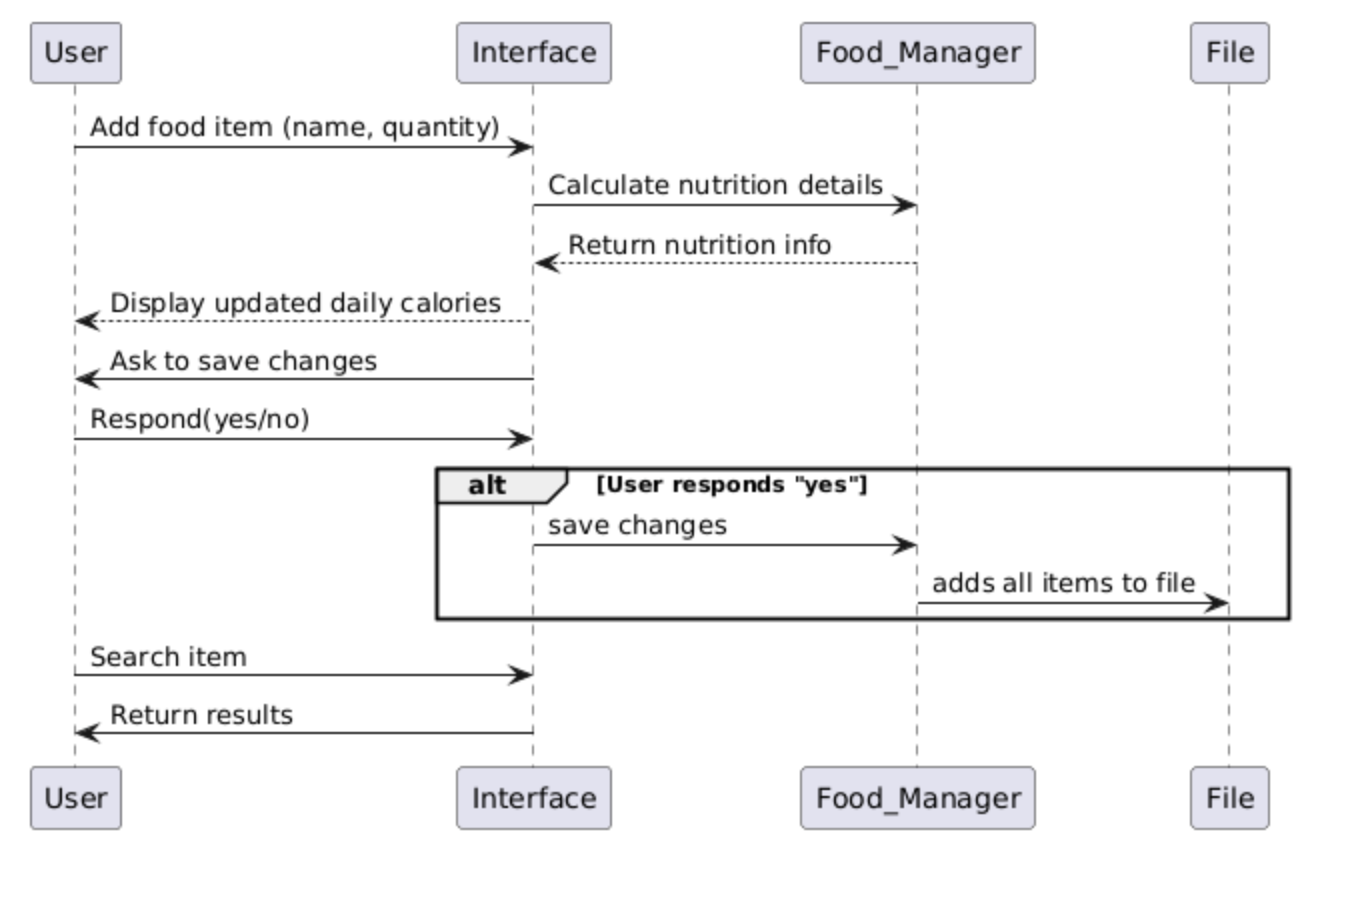 User
Interface
Food_Manager
File
Add food item (name, quantity)
Calculate nutrition details
Return nutrition info
Display updated daily calories
Ask to save changes
Respond(yes/no)
alt
[User responds "yes"]
save changes
adds all items to file
Search item
Return results
User
Interface
Food_Manager
File